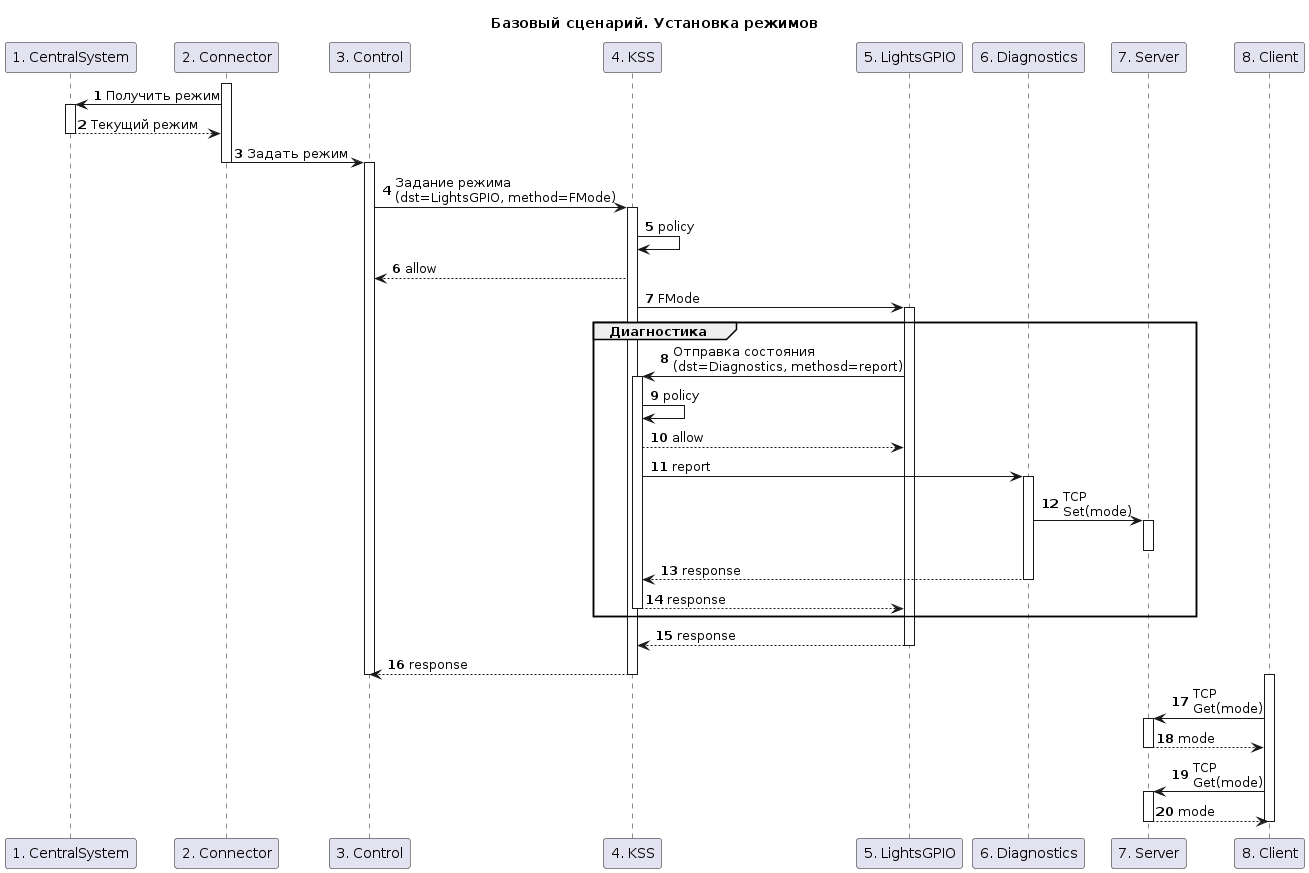 Базовый сценарий. Установка режимов
1. CentralSystem
2. Connector
3. Control
4. KSS
5. LightsGPIO
6. Diagnostics
7. Server
8. Client
1 Получить режим
2 Текущий режим
3 Задать режим
4 Задание режима
(dst=LightsGPIO, method=FMode)
5 policy
6 allow
7 FMode
Диагностика
8 Отправка состояния
(dst=Diagnostics, methosd=report)
9 policy
10 allow
11 report
12 TCP
Set(mode)
13 response
14 response
15 response
16 response
17 TCP
Get(mode)
18 mode
19 TCP
Get(mode)
20 mode
1. CentralSystem
2. Connector
3. Control
4. KSS
5. LightsGPIO
6. Diagnostics
7. Server
8. Client